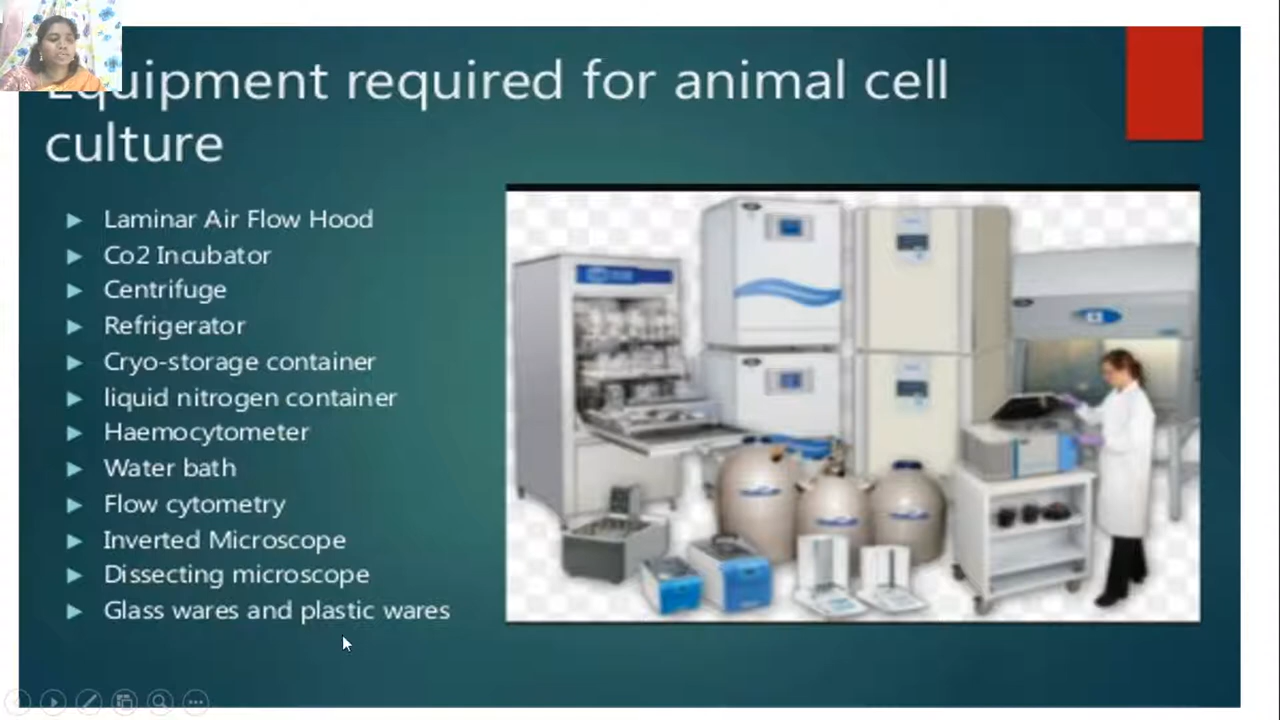 Equipment required for animal cell
culture
Laminar Air Flow Hood
Co2 Incubator
Centrifuge
Refrigerator
Cryo-storage container
liquid nitrogen container
Haemocytometer
Water bath
Flow cytometry
Inverted Microscope
Dissecting microscope
Glass wares and plastic wares